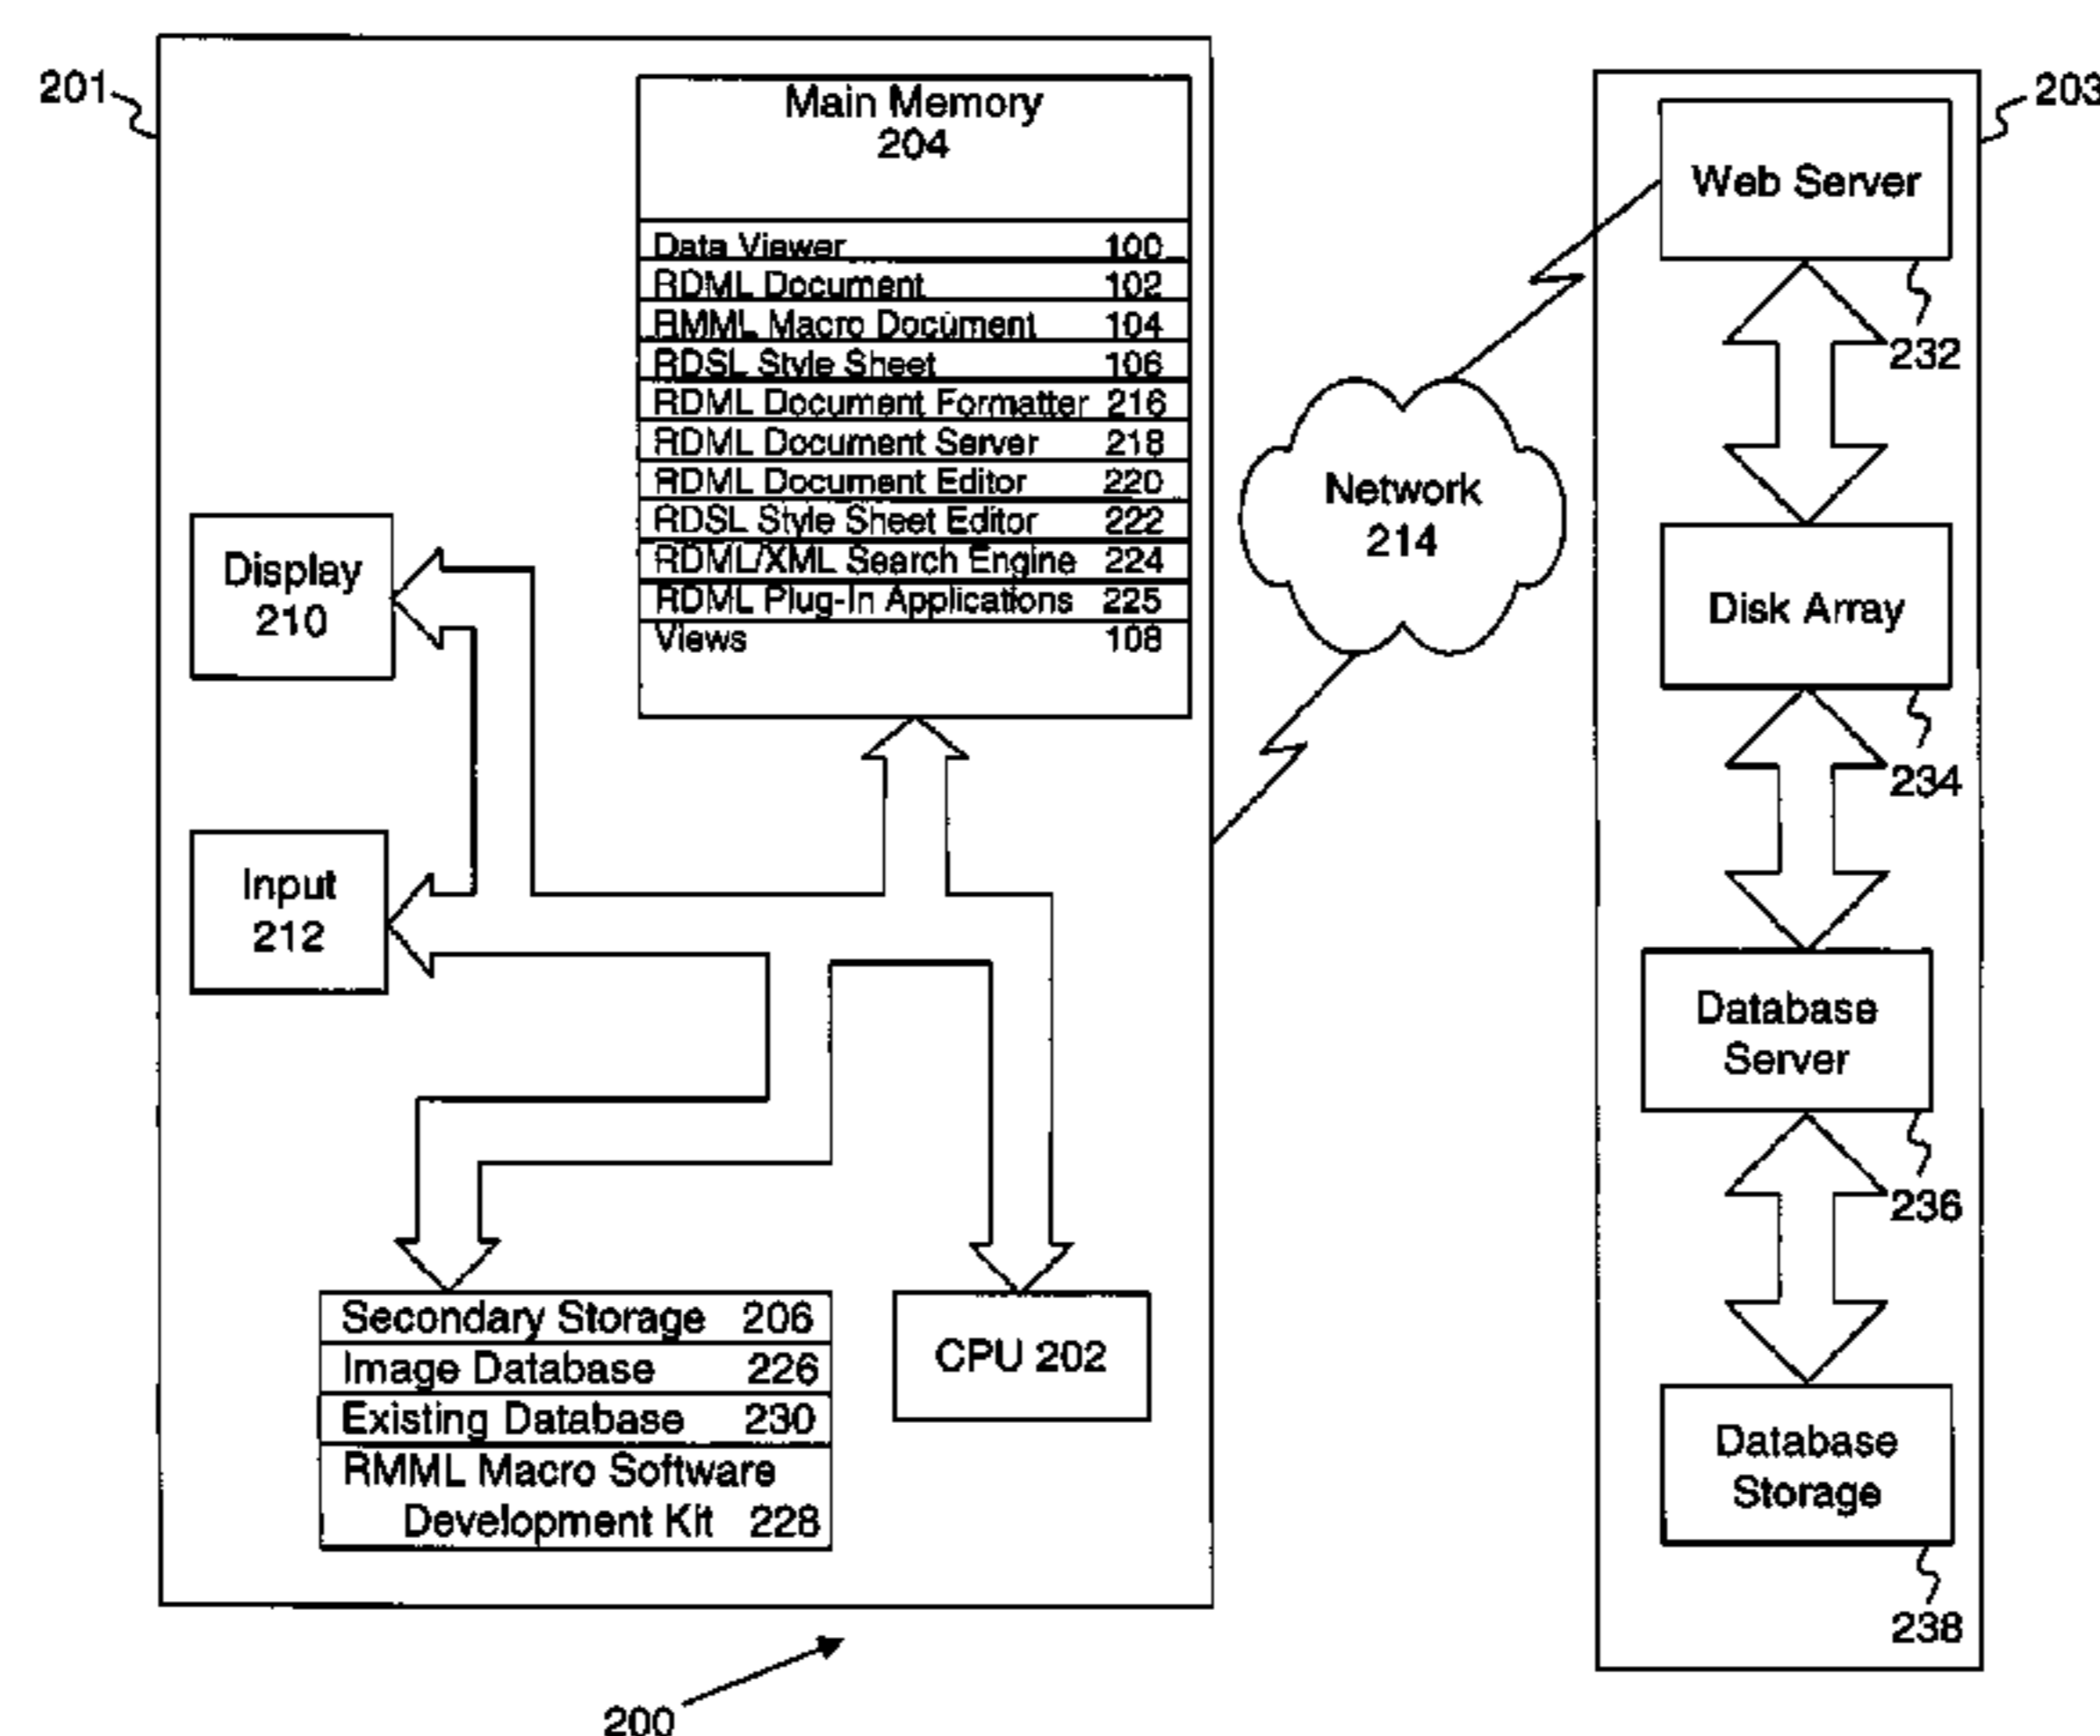 201
Main Memory
204
Data Viewer 100
RDML Document 102
RMML Macro Document 104
RDSL Style Sheet 106
RDML Document Formatter 216
RDML Document Server 218
RDML Document Editor 220
RDSL Style Sheet Editor 222
RDML/XML Search Engine 224
RDML Plug-In Applications 225
Views 108
Display
210
Input
212
Secondary Storage 206
Image Database 226
Existing Database 230
RMML Macro Software
Development Kit 228
CPU 202
200
Network
214
203
Web Server
232
Disk Array
234
Database
Server
236
Database
Storage
238